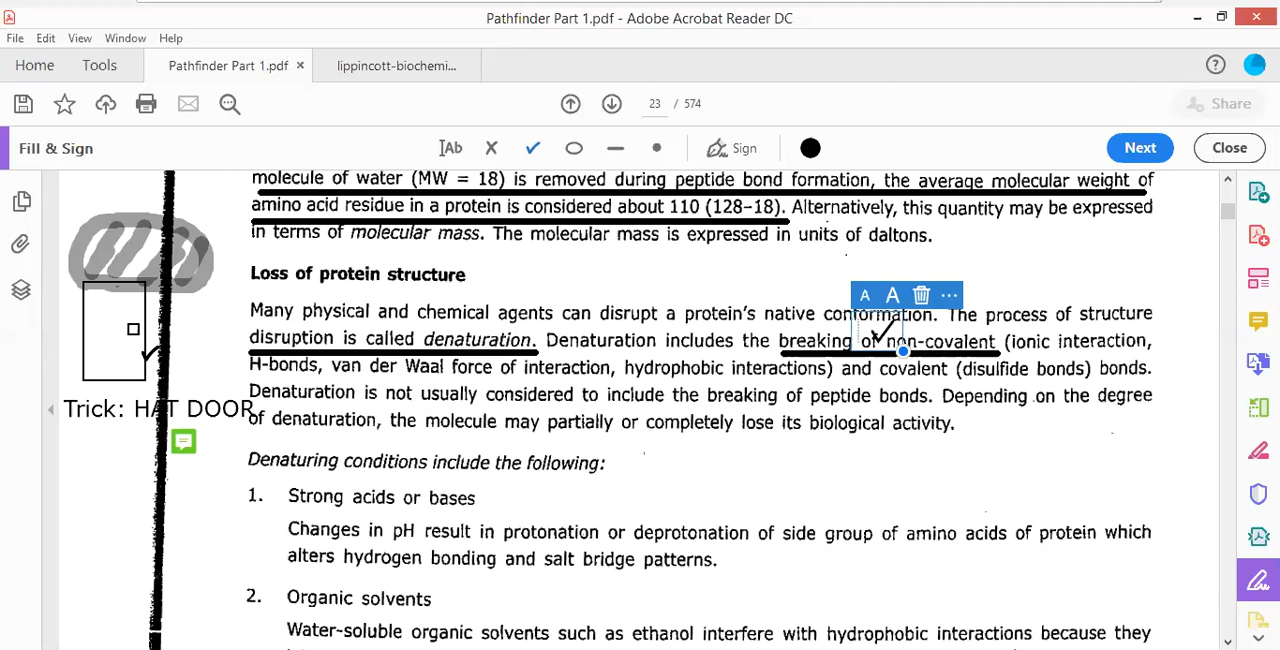 Pathfinder Part 1.pdf - Adobe Acrobat Reader DC
File Edit View Window Help
Home Tools Pathfinder Part 1.pdf × lippincott-biochemi...
23 / 574
Share
Fill & Sign
Ab
Sign
Next
Close
molecule of water (MW = 18) is removed during peptide bond formation, the average molecular weight of
amino acid residue in a protein is considered about 110 (128–18). Alternatively, this quantity may be expressed
in terms of molecular mass. The molecular mass is expressed in units of daltons.
Loss of protein structure
A A ...
Many physical and chemical agents can disrupt a protein's native conformation. The process of structure
disruption is called denaturation. Denaturation includes the breaking of non-covalent (ionic interaction,
H-bonds, van der Waal force of interaction, hydrophobic interactions) and covalent (disulfide bonds) bonds.
Denaturation is not usually considered to include the breaking of peptide bonds. Depending on the degree
Trick: HAT DOOR
of denaturation, the molecule may partially or completely lose its biological activity.
Denaturing conditions include the following:
1. Strong acids or bases
Changes in pH result in protonation or deprotonation of side group of amino acids of protein which
alters hydrogen bonding and salt bridge patterns.
2. Organic solvents
Water-soluble organic solvents such as ethanol interfere with hydrophobic interactions because they